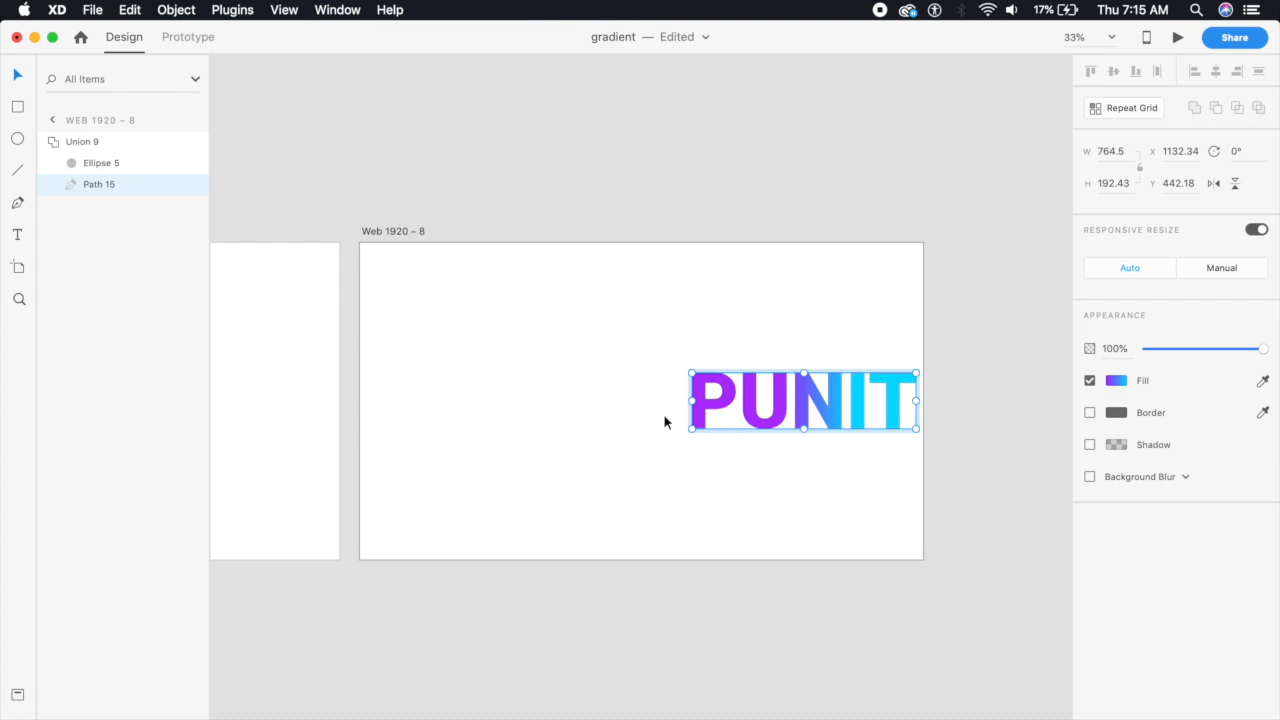 XD File Edit Object Plugins View Window Help 17% Thu 7:15 AM
Design Prototype gradient — Edited 33% Share
All Items
WEB 1920 – 8
Union 9
Ellipse 5
Path 15
Web 1920 – 8
PUNIT
Repeat Grid
W 764.5 X 1132.34 0°
H 192.43 Y 442.18
RESPONSIVE RESIZE
Auto Manual
APPEARANCE
100%
Fill
Border
Shadow
Background Blur